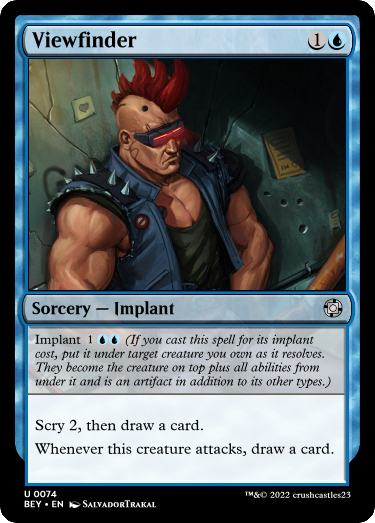 Viewfinder 1
Sorcery — Implant
Implant 1 (If you cast this spell for its implant
cost, put it under target creature you own as it resolves.
They become the creature on top plus all abilities from
under it and is an artifact in addition to its other types.)
Scry 2, then draw a card.
Whenever this creature attacks, draw a card.
U 0074
BEY • EN SalvadorTrakal
™&© 2022 crushcastles23